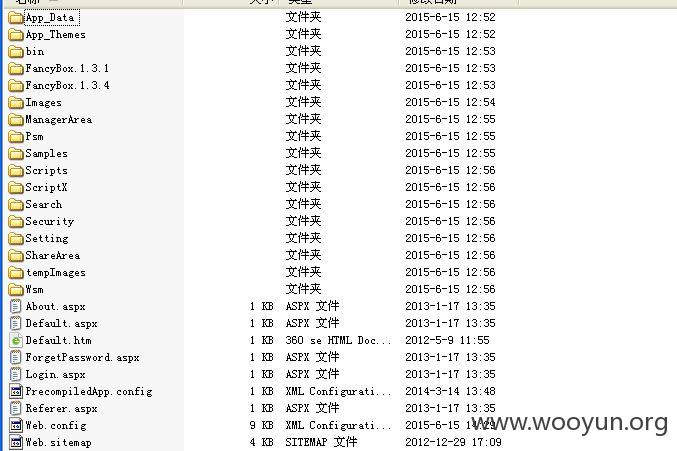 名称 大小 类型 修改日期
App_Data 文件夹 2015-6-15 12:52
App_Themes 文件夹 2015-6-15 12:52
bin 文件夹 2015-6-15 12:53
FancyBox.1.3.1 文件夹 2015-6-15 12:53
FancyBox.1.3.4 文件夹 2015-6-15 12:53
Images 文件夹 2015-6-15 12:54
ManagerArea 文件夹 2015-6-15 12:55
Psm 文件夹 2015-6-15 12:55
Samples 文件夹 2015-6-15 12:55
Scripts 文件夹 2015-6-15 12:56
ScriptX 文件夹 2015-6-15 12:56
Search 文件夹 2015-6-15 12:56
Security 文件夹 2015-6-15 12:56
Setting 文件夹 2015-6-15 12:56
ShareArea 文件夹 2015-6-15 12:56
tempImages 文件夹 2015-6-15 12:56
Wsm 文件夹 2015-6-15 12:56
About.aspx 1 KB ASPX 文件 2013-1-17 13:35
Default.aspx 1 KB ASPX 文件 2013-1-17 13:35
Default.htm 1 KB 360 se HTML Doc... 2012-5-9 11:55
ForgetPassword.aspx 1 KB ASPX 文件 2013-1-17 13:35
Login.aspx 1 KB ASPX 文件 2013-1-17 13:35
PrecompiledApp.config 1 KB XML Configurati... 2014-3-14 13:48
Referer.aspx 1 KB ASPX 文件 2013-1-17 13:35
Web.config 9 KB XML Configurati... 2015-6-15 14:29
www.wooyun.org
Web.sitemap 4 KB SITEMAP 文件 2012-12-29 17:09